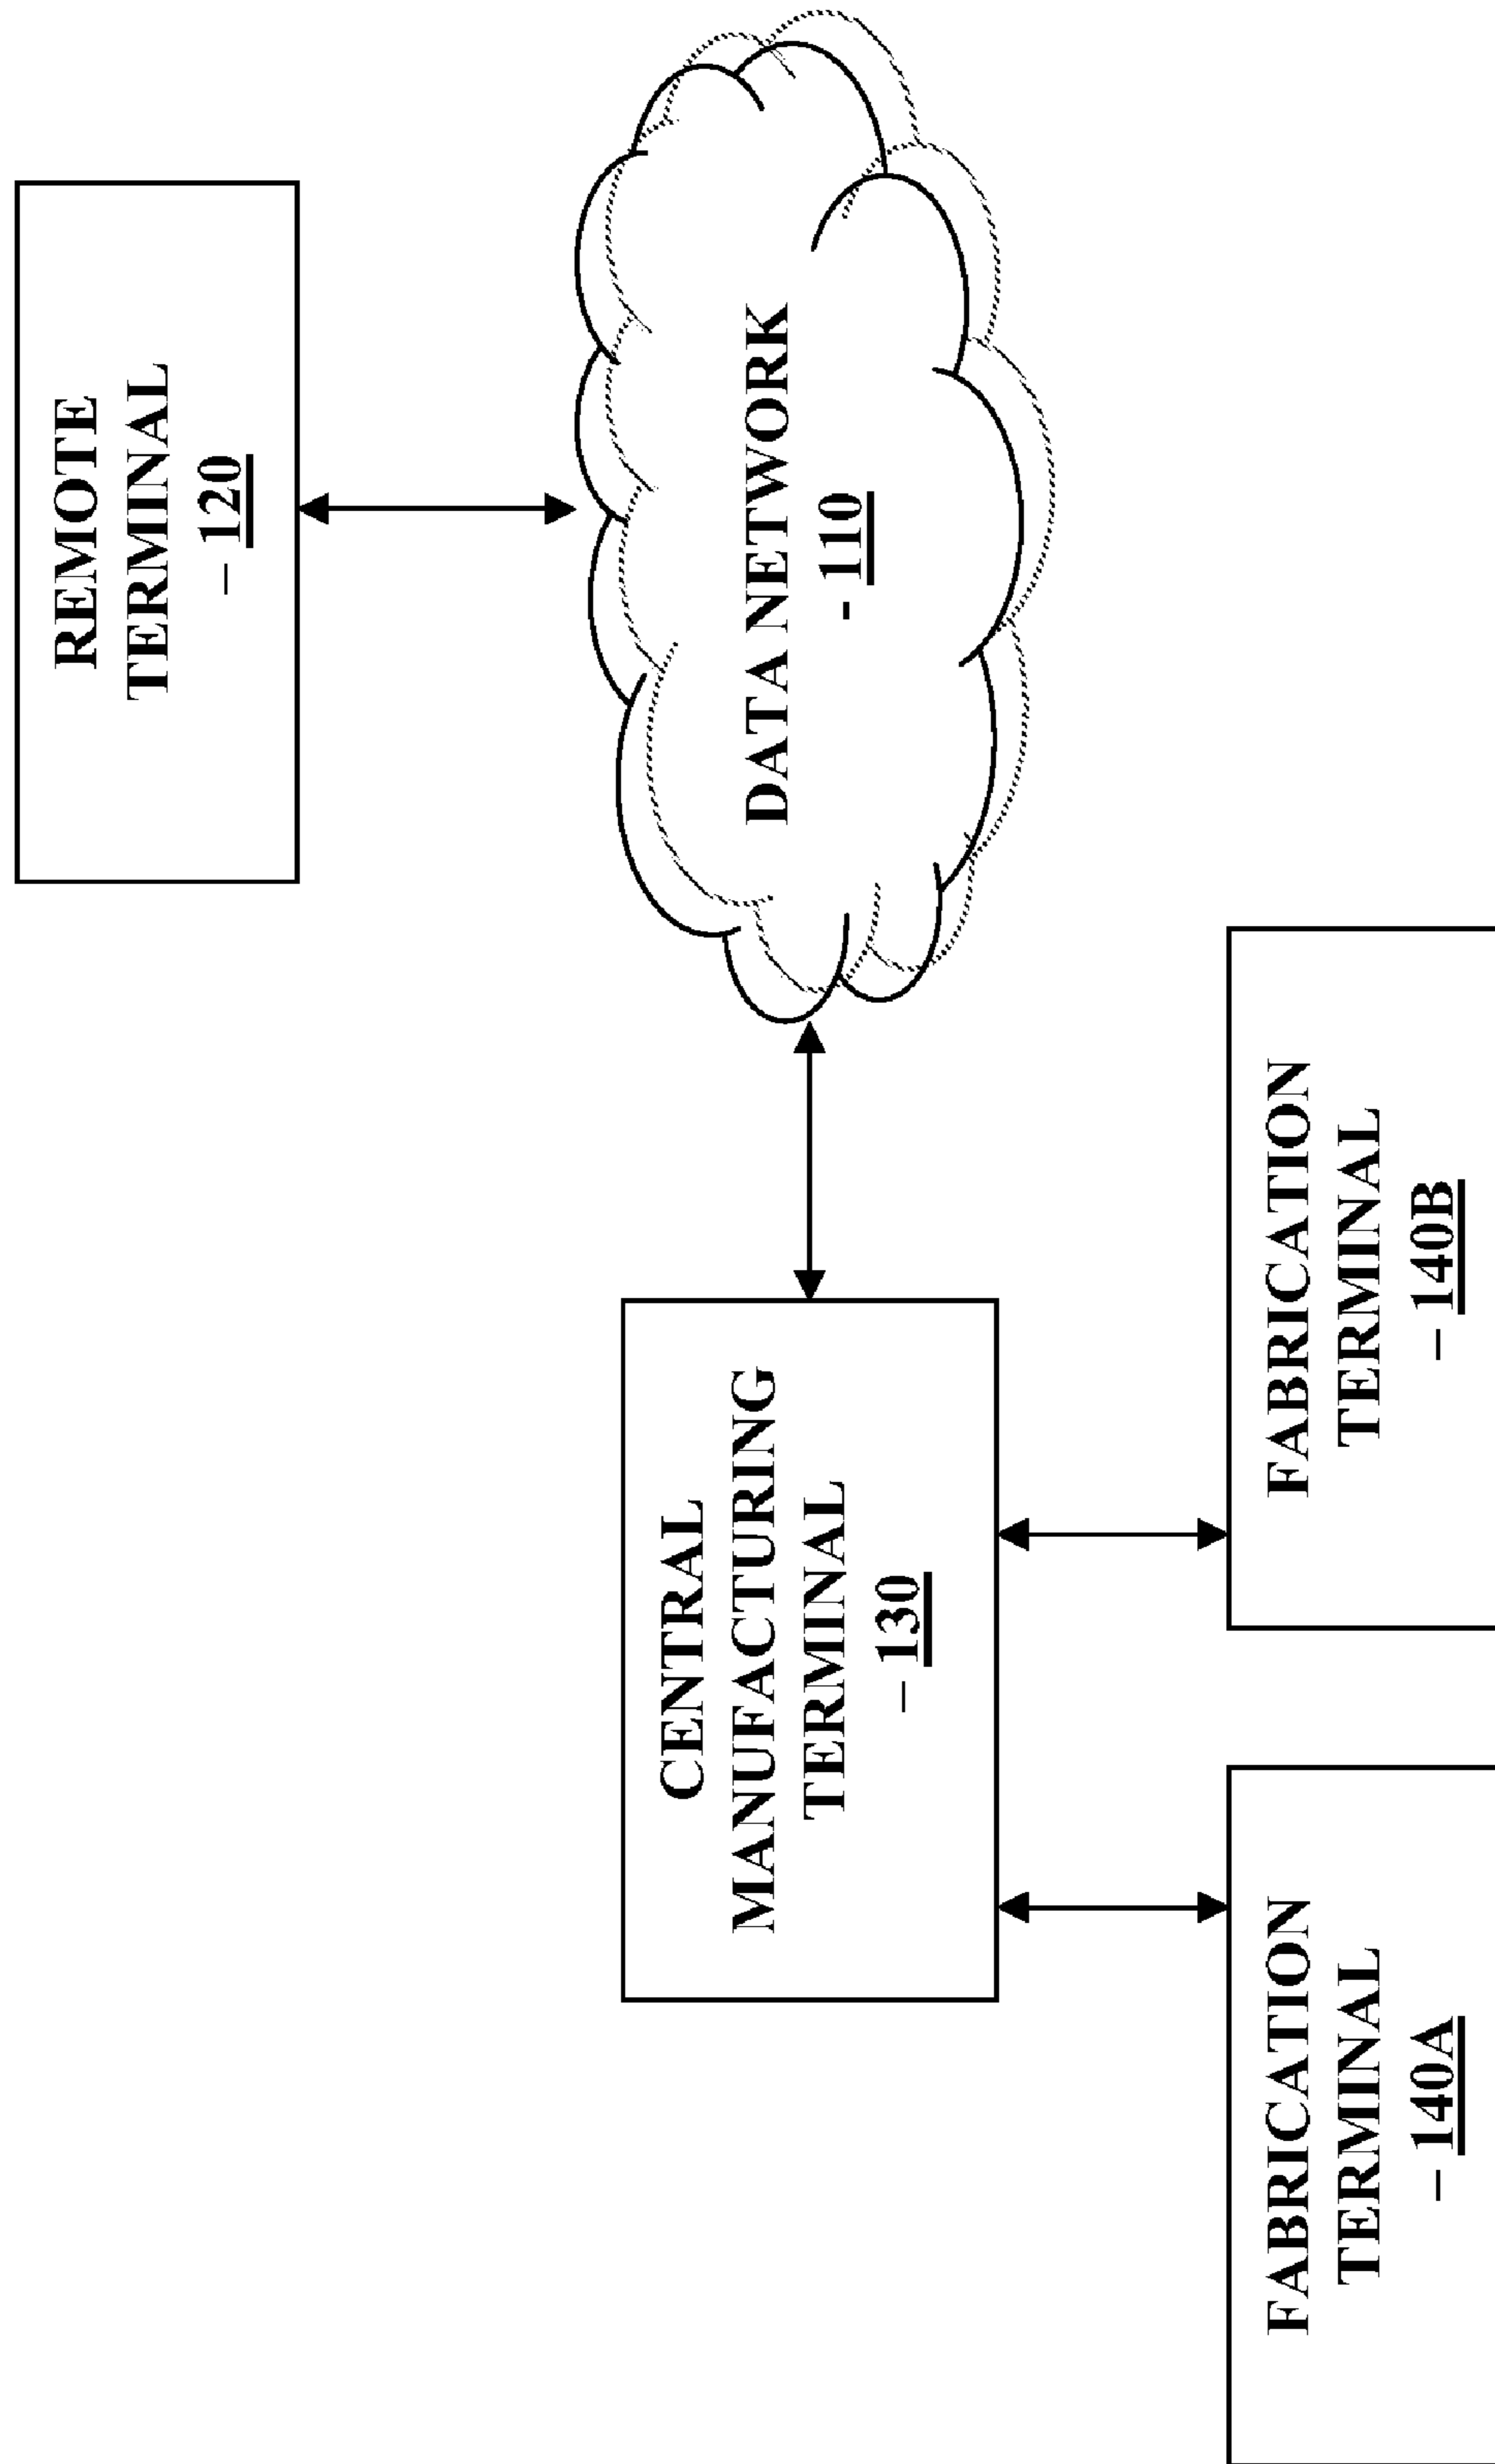 REMOTE
TERMINAL
– 120
DATA NETWORK
- 110
CENTRAL
MANUFACTURING
TERMINAL
– 130
FABRICATION
TERMINAL
– 140A
FABRICATION
TERMINAL
– 140B